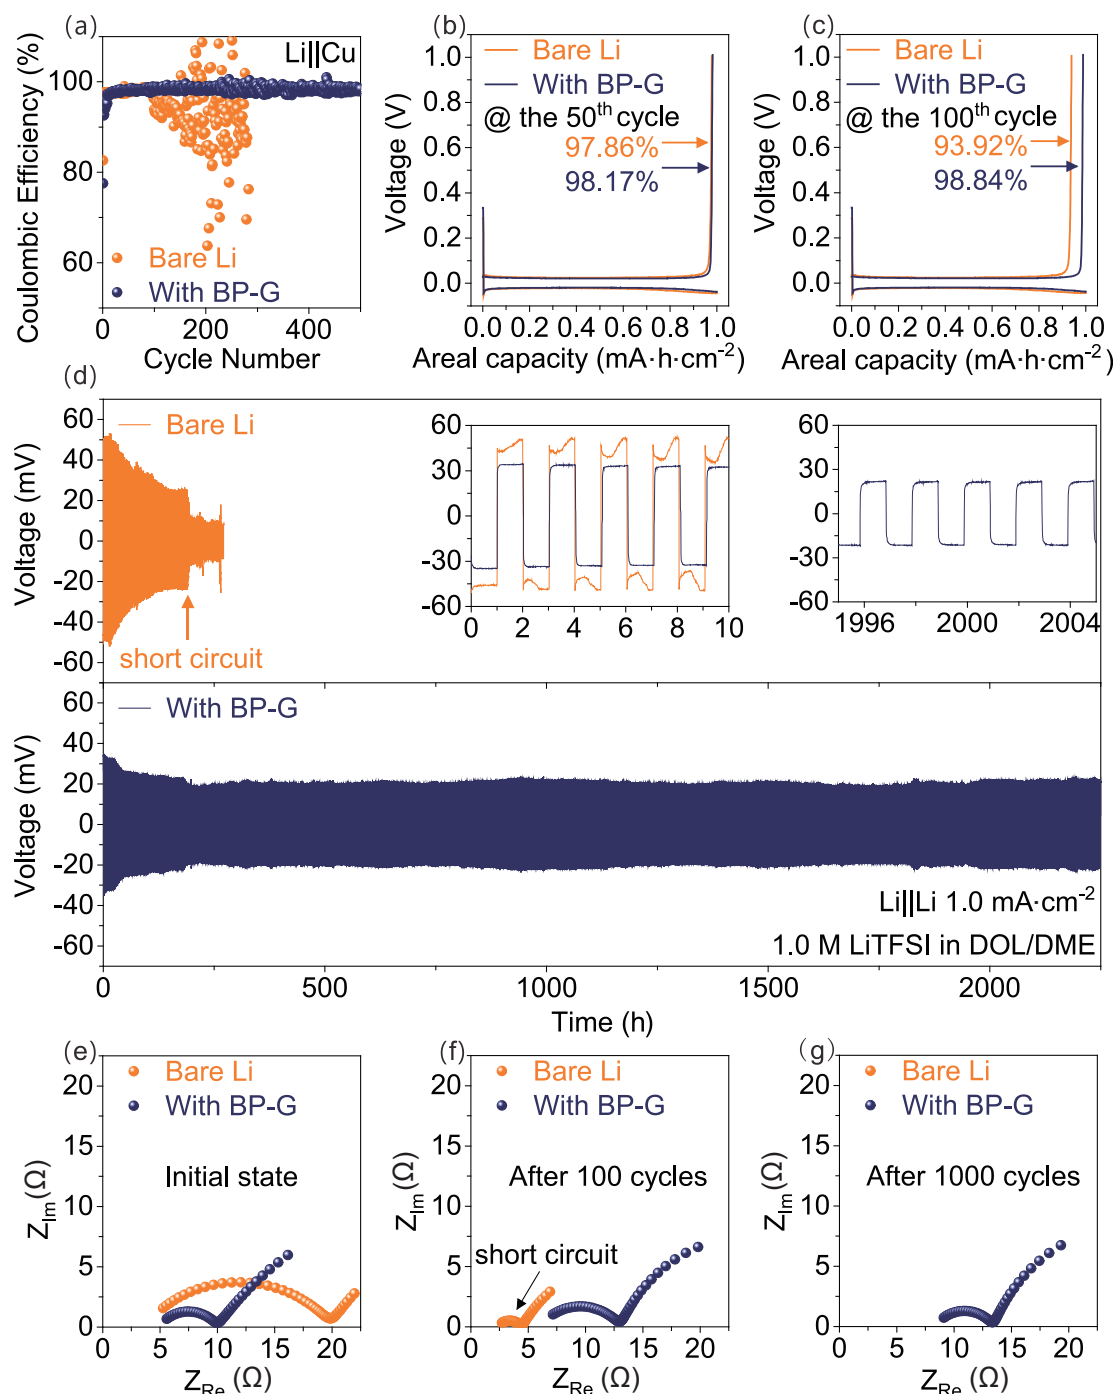 (a)
Coulombic Efficiency (%)
100
80
60
Li||Cu
Bare Li
With BP-G
0
200
400
Cycle Number
(b)
Voltage (V)
1.0
0.8
0.6
0.4
0.2
0.0
Bare Li
With BP-G
@ the 50th cycle
97.86%
98.17%
0.0 0.2 0.4 0.6 0.8 1.0
Areal capacity (mA·h·cm-2)
(c)
Voltage (V)
1.0
0.8
0.6
0.4
0.2
0.0
Bare Li
With BP-G
@ the 100th cycle
93.92%
98.84%
0.0 0.2 0.4 0.6 0.8 1.0
Areal capacity (mA·h·cm-2)
(d)
Voltage (mV)
60
40
20
0
-20
-40
-60
Bare Li
short circuit
60
30
0
-30
-60
0 2 4 6 8 10
60
30
0
-30
-60
1996 2000 2004
Voltage (mV)
60
40
20
0
-20
-40
-60
With BP-G
Li||Li 1.0 mA·cm-2
1.0 M LiTFSI in DOL/DME
0 500 1000 1500 2000
Time (h)
(e)
ZIm(Ω)
20
15
10
5
0
Bare Li
With BP-G
Initial state
0 5 10 15 20
ZRe (Ω)
(f)
ZIm(Ω)
20
15
10
5
0
Bare Li
With BP-G
After 100 cycles
short circuit
0 5 10 15 20
ZRe (Ω)
(g)
ZIm(Ω)
20
15
10
5
0
Bare Li
With BP-G
After 1000 cycles
0 5 10 15 20
ZRe (Ω)